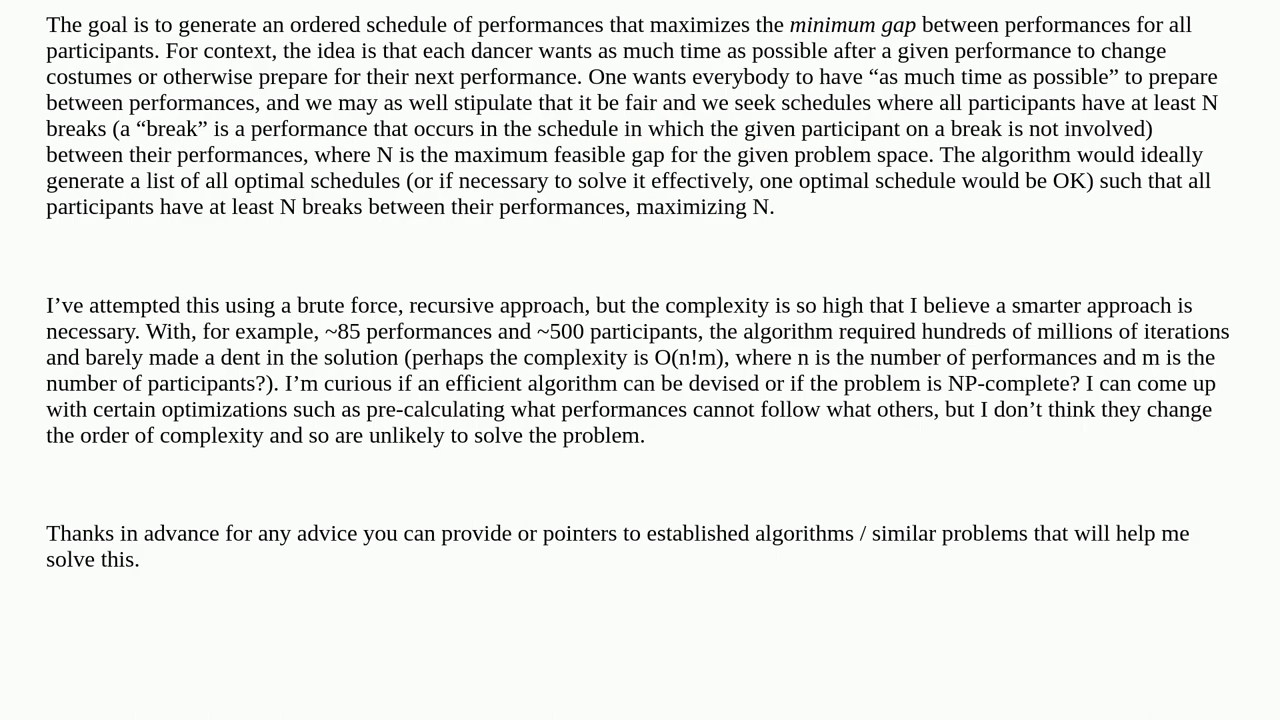 The goal is to generate an ordered schedule of performances that maximizes the minimum gap between performances for all
participants. For context, the idea is that each dancer wants as much time as possible after a given performance to change
costumes or otherwise prepare for their next performance. One wants everybody to have “as much time as possible” to prepare
between performances, and we may as well stipulate that it be fair and we seek schedules where all participants have at least N
breaks (a “break” is a performance that occurs in the schedule in which the given participant on a break is not involved)
between their performances, where N is the maximum feasible gap for the given problem space. The algorithm would ideally
generate a list of all optimal schedules (or if necessary to solve it effectively, one optimal schedule would be OK) such that all
participants have at least N breaks between their performances, maximizing N.
I’ve attempted this using a brute force, recursive approach, but the complexity is so high that I believe a smarter approach is
necessary. With, for example, ~85 performances and ~500 participants, the algorithm required hundreds of millions of iterations
and barely made a dent in the solution (perhaps the complexity is O(n!m), where n is the number of performances and m is the
number of participants?). I’m curious if an efficient algorithm can be devised or if the problem is NP-complete? I can come up
with certain optimizations such as pre-calculating what performances cannot follow what others, but I don’t think they change
the order of complexity and so are unlikely to solve the problem.
Thanks in advance for any advice you can provide or pointers to established algorithms / similar problems that will help me
solve this.